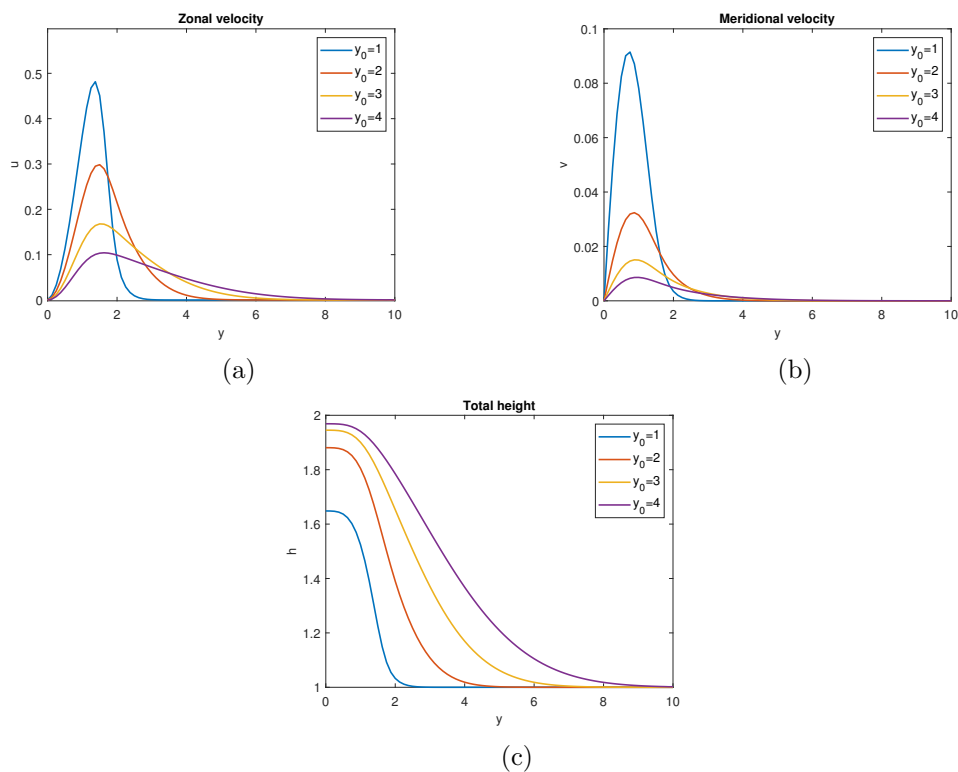 Zonal velocity
0.5
0.4
0.3
0.2
0.1
0
u
0 2 4 6 8 10
y
y0=1
y0=2
y0=3
y0=4
(a)
Meridional velocity
0.1
0.08
0.06
0.04
0.02
0
v
0 2 4 6 8 10
y
y0=1
y0=2
y0=3
y0=4
(b)
Total height
2
1.8
1.6
1.4
1.2
1
h
0 2 4 6 8 10
y
y0=1
y0=2
y0=3
y0=4
(c)